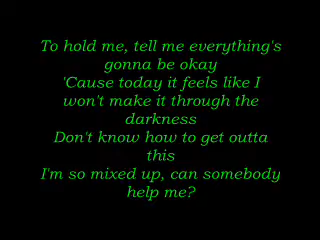 To hold me, tell me everything's
gonna be okay
'Cause today it feels like I
won't make it through the
darkness
Don't know how to get outta
this
I'm so mixed up, can somebody
help me?